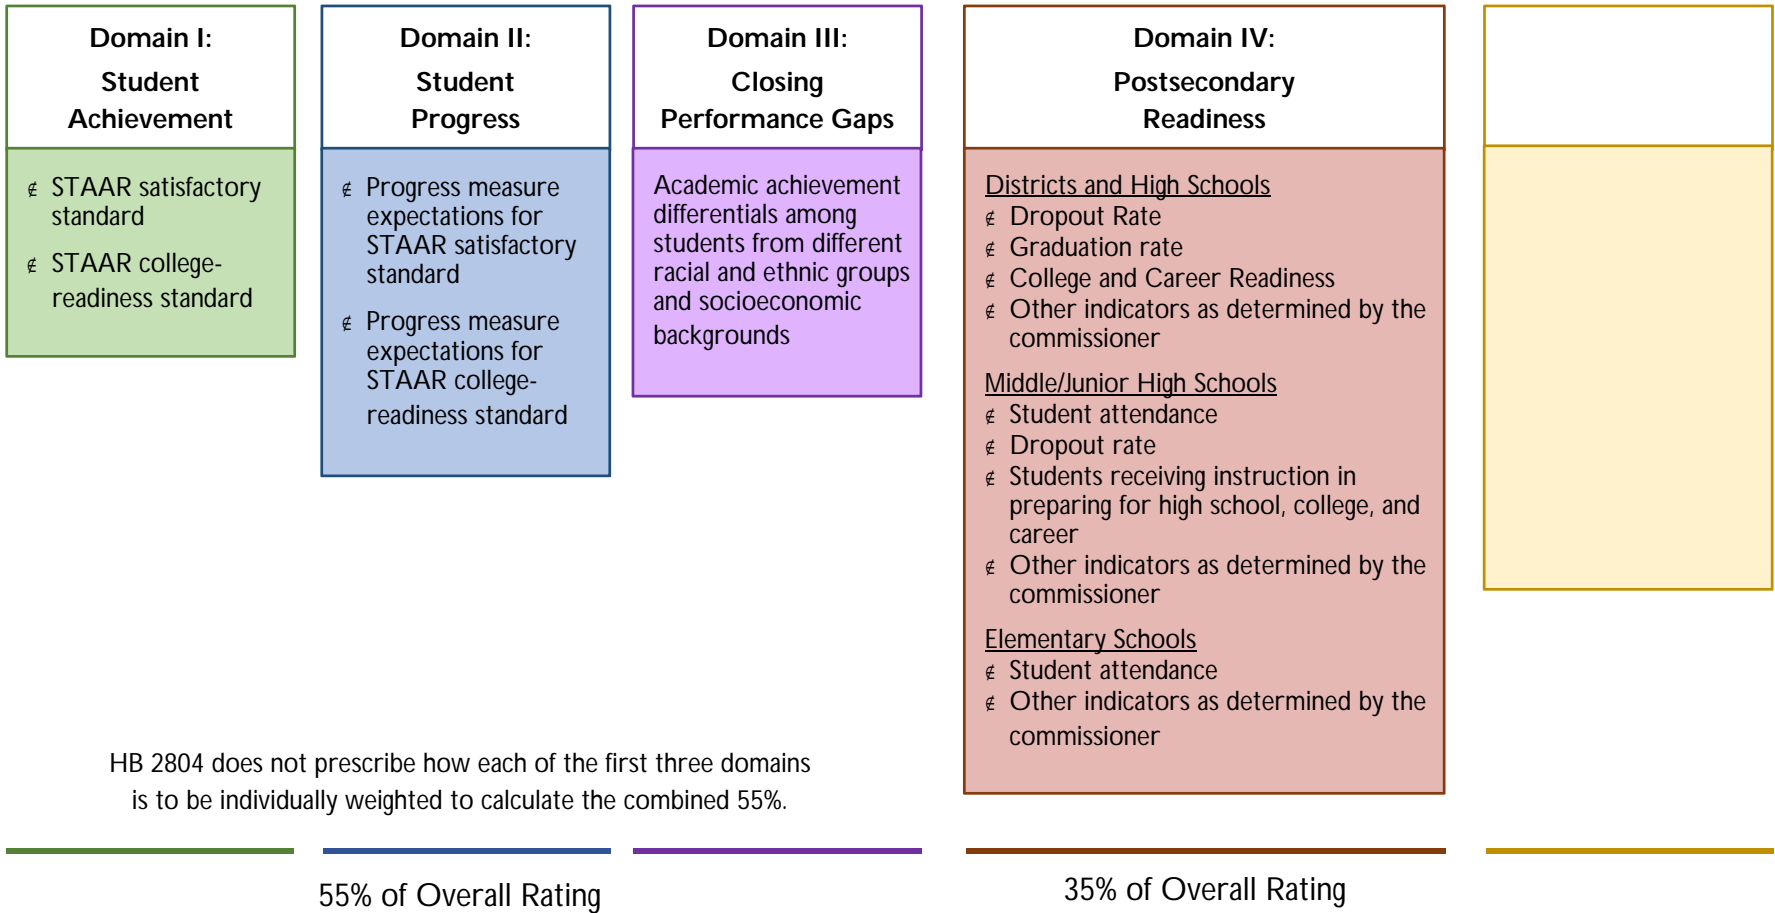 Domain I:
Student
Achievement
∉ STAAR satisfactory
standard
∉ STAAR college-
readiness standard
Domain II:
Student
Progress
∉ Progress measure
expectations for
STAAR satisfactory
standard
∉ Progress measure
expectations for
STAAR college-
readiness standard
Domain III:
Closing
Performance Gaps
Academic achievement
differentials among
students from different
racial and ethnic groups
and socioeconomic
backgrounds
Domain IV:
Postsecondary
Readiness
Districts and High Schools
∉ Dropout Rate
∉ Graduation rate
∉ College and Career Readiness
∉ Other indicators as determined by the
commissioner
Middle/Junior High Schools
∉ Student attendance
∉ Dropout rate
∉ Students receiving instruction in
preparing for high school, college, and
career
∉ Other indicators as determined by the
commissioner
Elementary Schools
∉ Student attendance
∉ Other indicators as determined by the
commissioner
HB 2804 does not prescribe how each of the first three domains
is to be individually weighted to calculate the combined 55%.
55% of Overall Rating
35% of Overall Rating